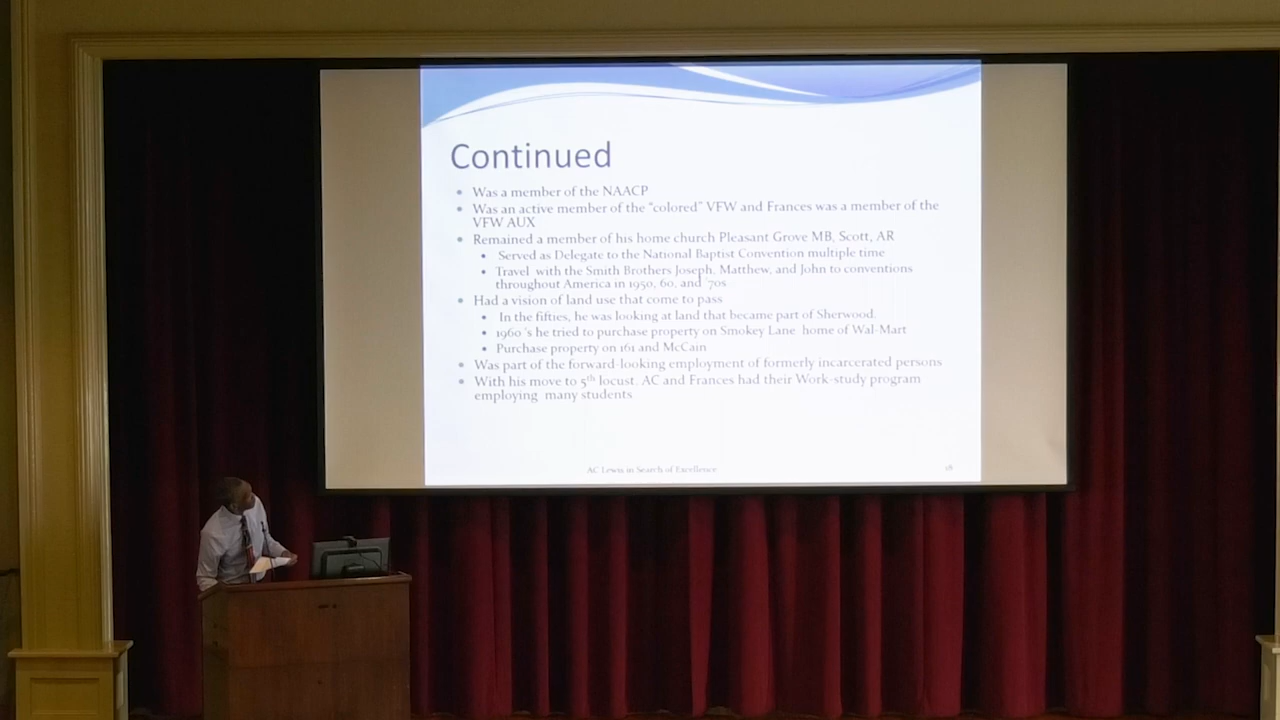 Continued
• Was a member of the NAACP
• Was an active member of the "colored" VFW and Frances was a member of the
VFW AUX
• Remained a member of his home church Pleasant Grove MB, Scott, AR
• Served as Delegate to the National Baptist Convention multiple time
• Travel with the Smith Brothers Joseph, Matthew, and John to conventions
throughout America in 1950, 60, and 70s
• Had a vision of land use that come to pass
• In the fifties, he was looking at land that became part of Sherwood.
• 1960's he tried to purchase property on Smokey Lane home of Wal-Mart
• Purchase property on 161 and McCain
• Was part of the forward-looking employment of formerly incarcerated persons
• With his move to 5th locust, AC and Frances had their Work-study program
employing many students
AC Lewis in Search of Excellence